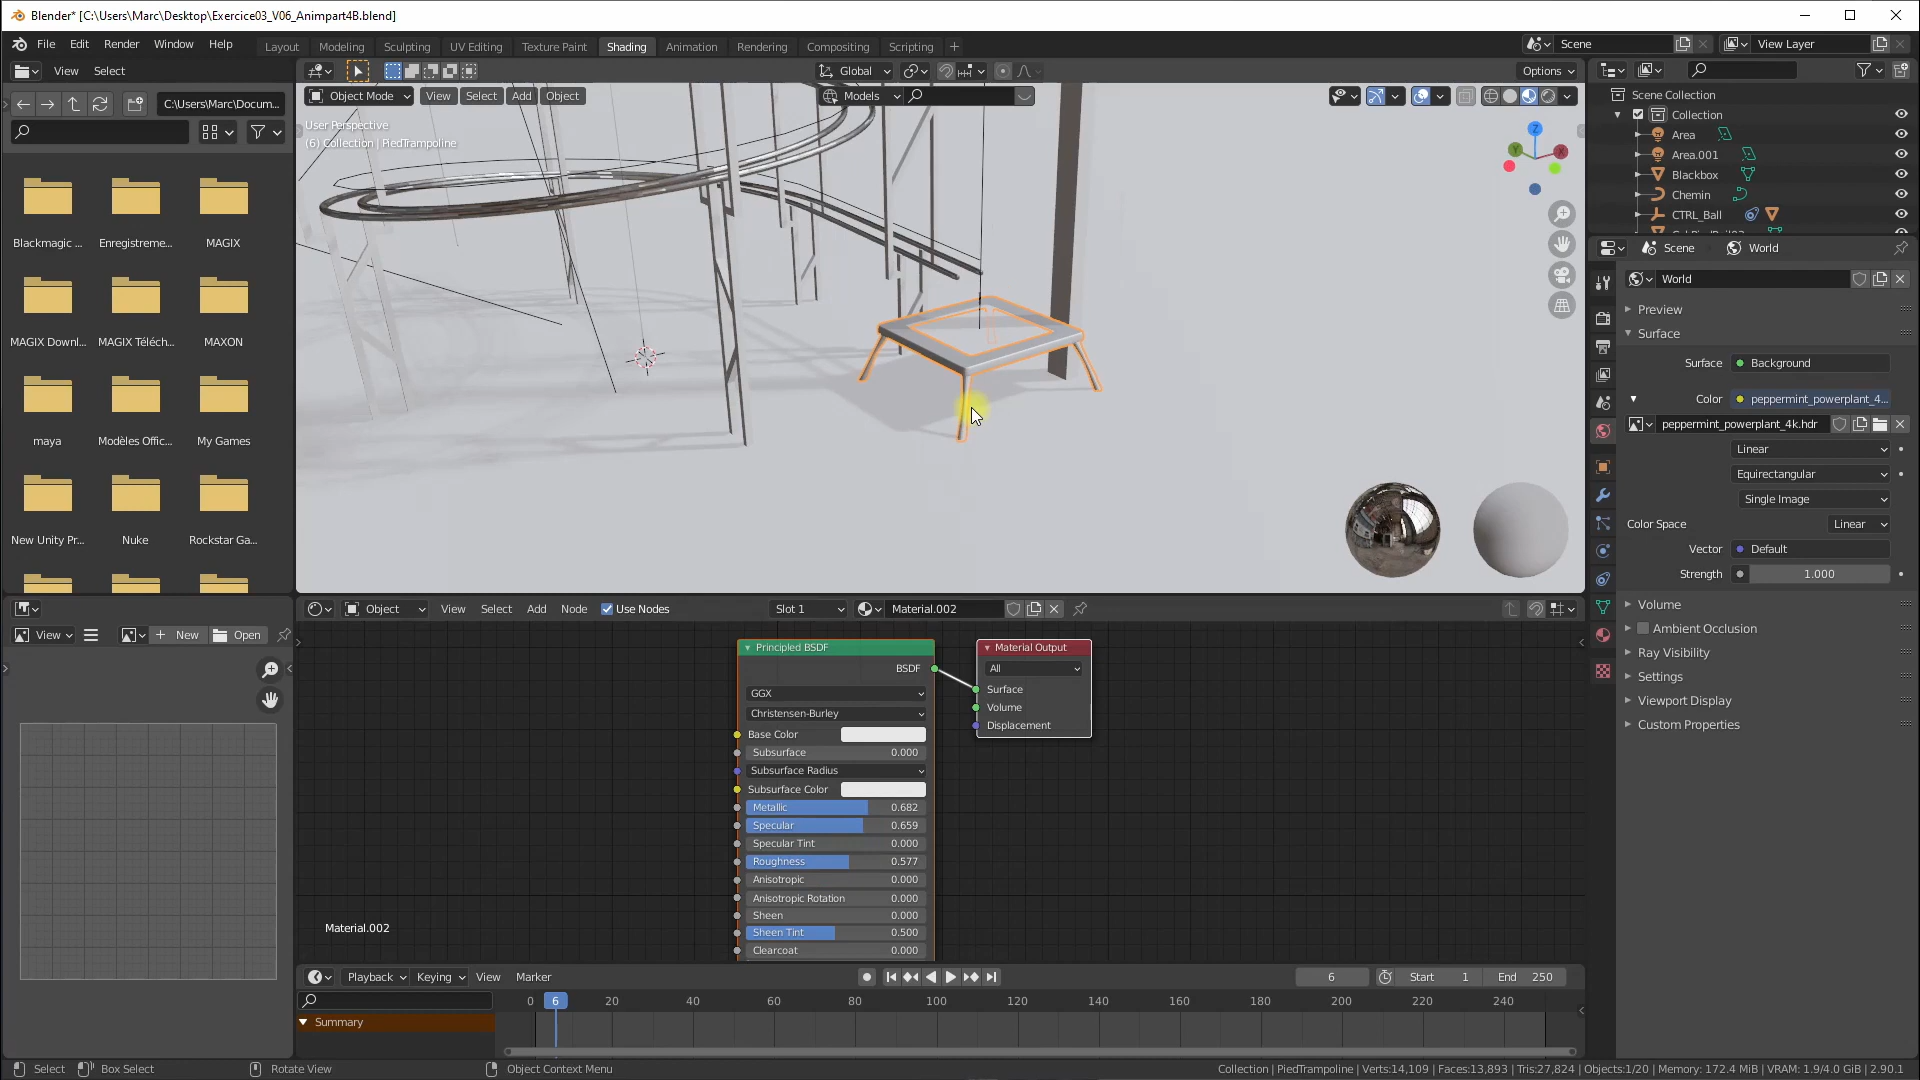 Blender* [C:\Users\Marc\Desktop\Exercice03_V06_Animpart4B.blend]
File Edit Render Window Help Layout Modeling Sculpting UV Editing Texture Paint Shading Animation Rendering Compositing Scripting + Scene View Layer
View Select Global Options
C:\Users\Marc\Docum...
Object Mode View Select Add Object Models
User Perspective
(6) Collection | PiedTrampoline
Z
X
Y
Blackmagic ... Enregistreme... MAGIX
MAGIX Downl... MAGIX Téléch... MAXON
maya Modèles Offic... My Games
New Unity Pr... Nuke Rockstar Ga...
Scene Collection
Collection
Area
Area.001
Blackbox
Chemin
CTRL_Ball
Scene World
World
Preview
Surface
Surface Background
Color peppermint_powerplant_4...
peppermint_powerplant_4k.hdr
Linear
Equirectangular
Single Image
Color Space Linear
Vector Default
Strength 1.000
Volume
Ambient Occlusion
Ray Visibility
Settings
Viewport Display
Custom Properties
View New Open
Object View Select Add Node Use Nodes Slot 1 Material.002
Principled BSDF
BSDF
GGX
Christensen-Burley
Base Color
Subsurface 0.000
Subsurface Radius
Subsurface Color
Metallic 0.682
Specular 0.659
Specular Tint 0.000
Roughness 0.577
Anisotropic 0.000
Anisotropic Rotation 0.000
Sheen 0.000
Sheen Tint 0.500
Clearcoat 0.000
Material Output
All
Surface
Volume
Displacement
Material.002
Playback Keying View Marker 6 Start 1 End 250
0 6 20 40 60 80 100 120 140 160 180 200 220 240
Summary
Select Box Select Rotate View Object Context Menu Collection | PiedTrampoline | Verts:14,109 | Faces:13,893 | Tris:27,824 | Objects:1/20 | Memory: 172.4 MiB | VRAM: 1.9/4.0 GiB | 2.90.1